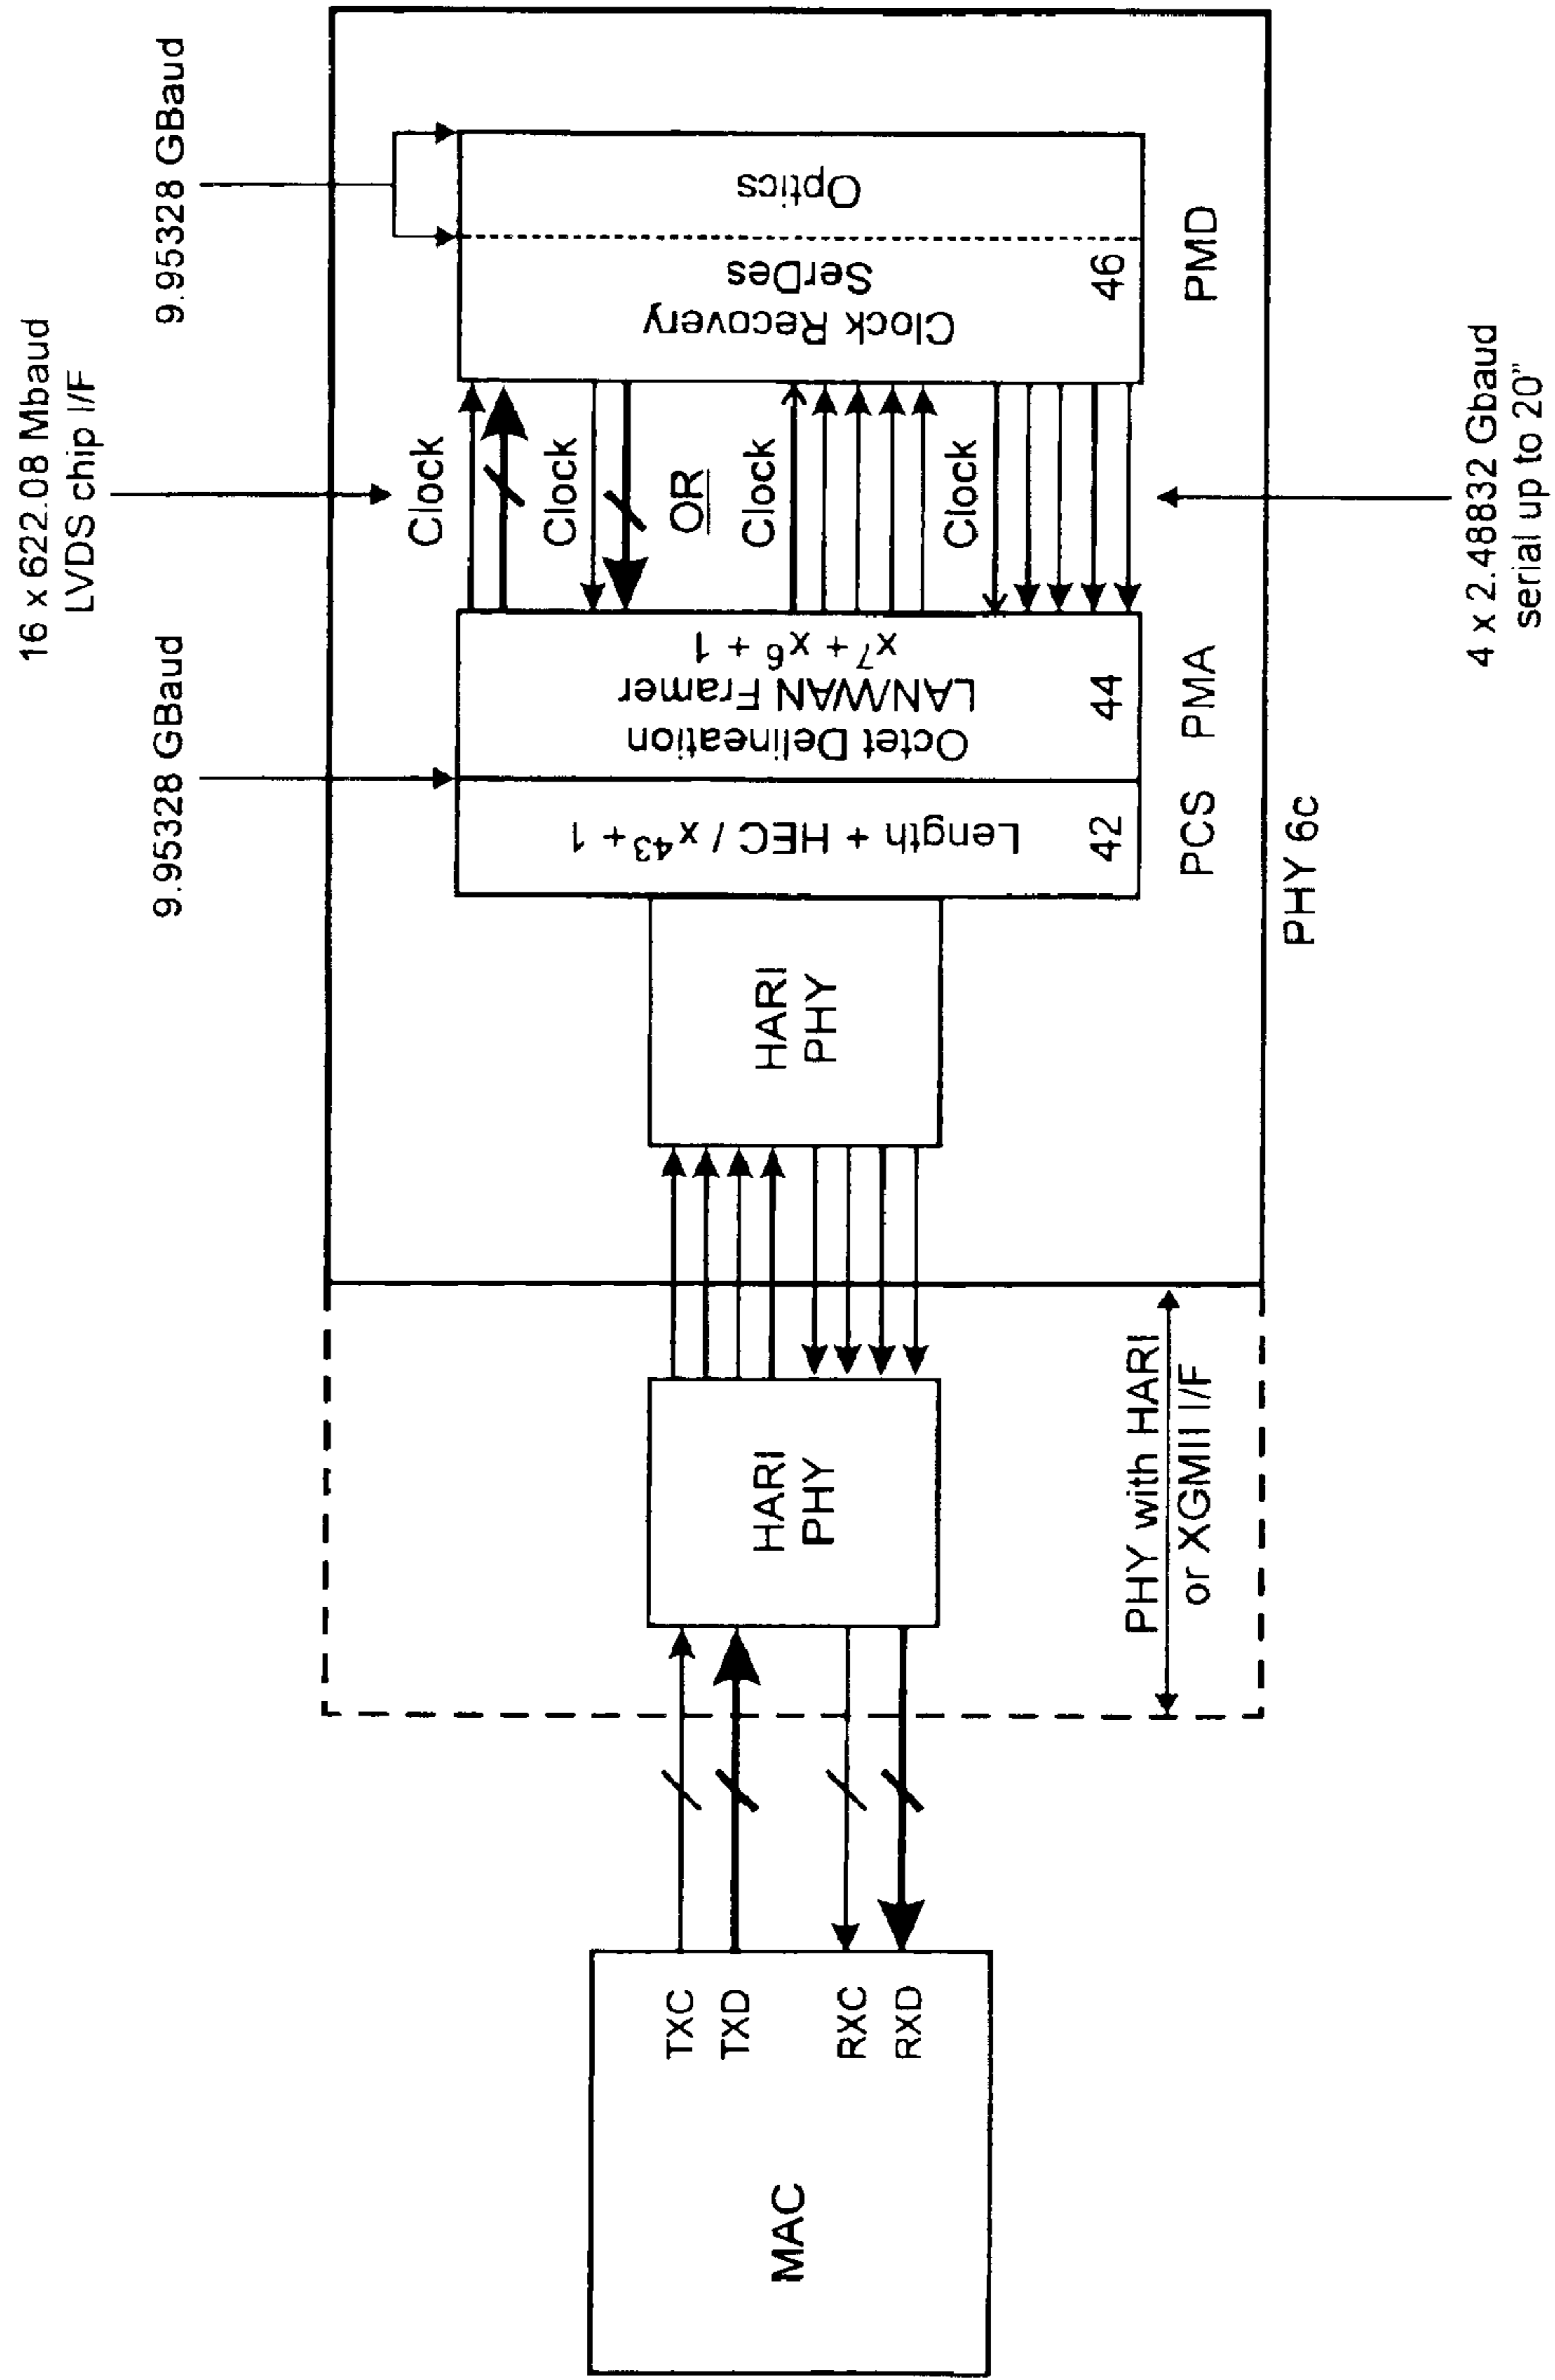 16 x 622.08 Mbaud
LVDS chip I/F
9.95328 GBaud
9.95328 GBaud
MAC
TXC
TXD
RXC
RXD
HARI
PHY
HARI
PHY
PHY with HARI
or XGMII I/F
Length + HEC / x⁴³ + 1
42
PCS
Octet Delineation
LAN/WAN Framer
x⁷ + x⁶ + 1
44
PMA
Clock
Clock
OR
Clock
Clock
Clock Recovery
SerDes
Optics
46
PMD
PHY 6c
4 x 2.48832 Gbaud
serial up to 20"